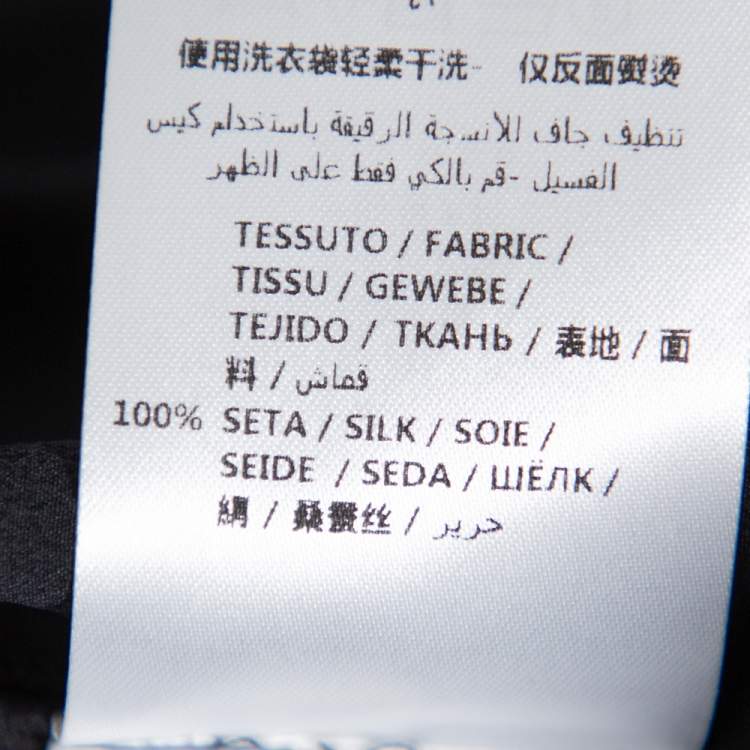 使用洗衣袋轻柔干洗- 仅反面熨烫
تنظيف جاف للأنسجة الرقيقة باستخدام كيس
الغسيل -قم بالكي فقط على الظهر
TESSUTO / FABRIC /
TISSU / GEWEBE /
TEJIDO / ТКАНЬ / 表地 / 面
料 / قماش
100% SETA / SILK / SOIE /
SEIDE / SEDA / ШЁЛК /
絹 / 桑蚕丝 / حرير